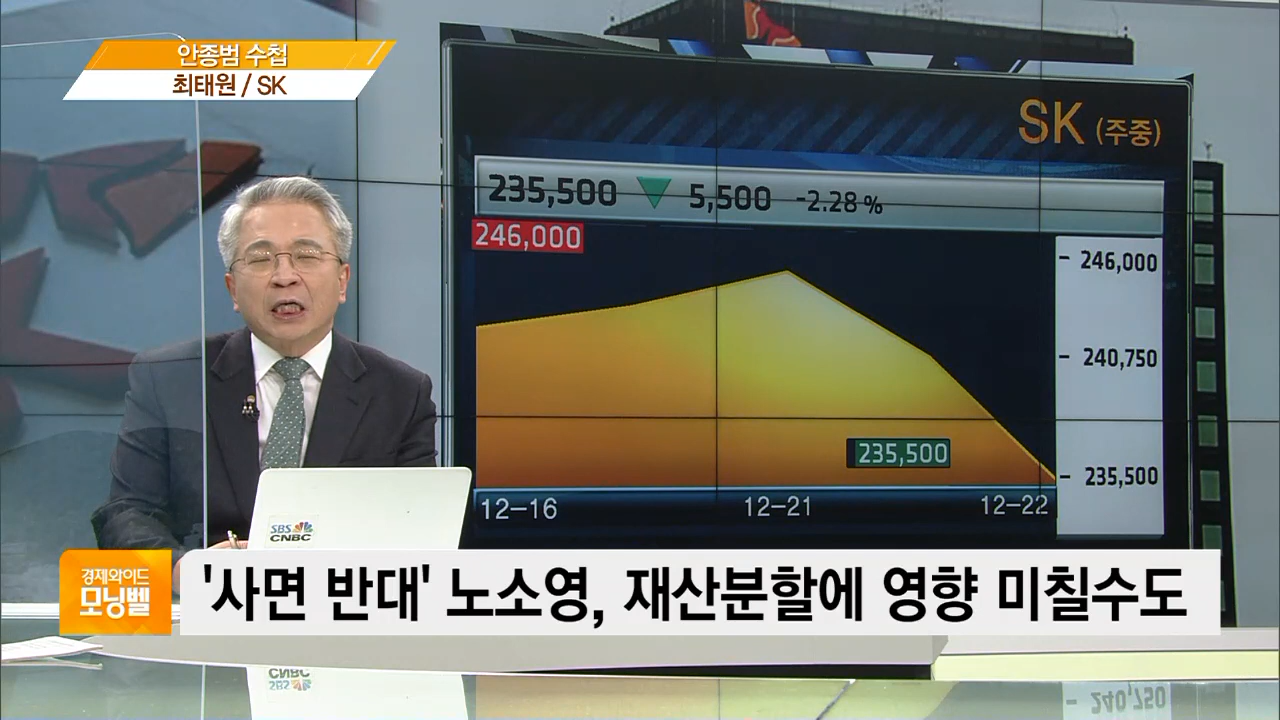 안종범 수첩
최태원 / SK
SK (주중)
235,500 ▼ 5,500 -2.28 %
246,000
246,000
240,750
235,500
235,500
12-16 12-21 12-22
SBS
CNBC
경제와이드
모닝벨
'사면 반대' 노소영, 재산분할에 영향 미칠수도